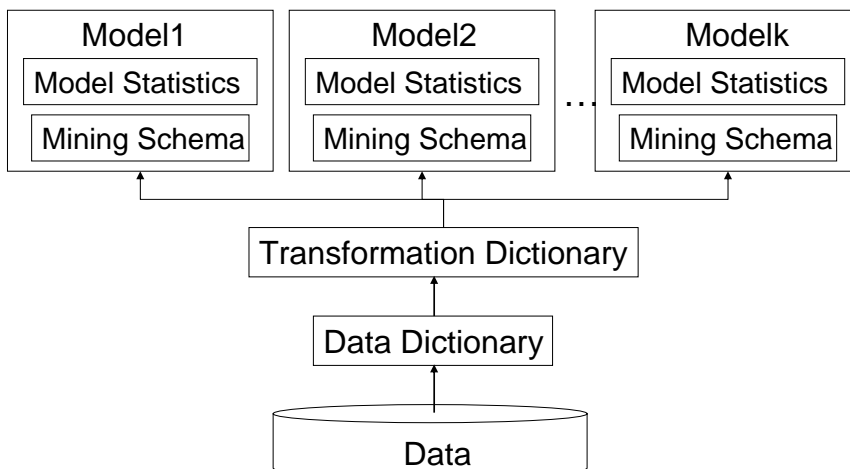 Model1
Model Statistics
Mining Schema
Model2
Model Statistics
Mining Schema
...
Modelk
Model Statistics
Mining Schema
Transformation Dictionary
Data Dictionary
Data